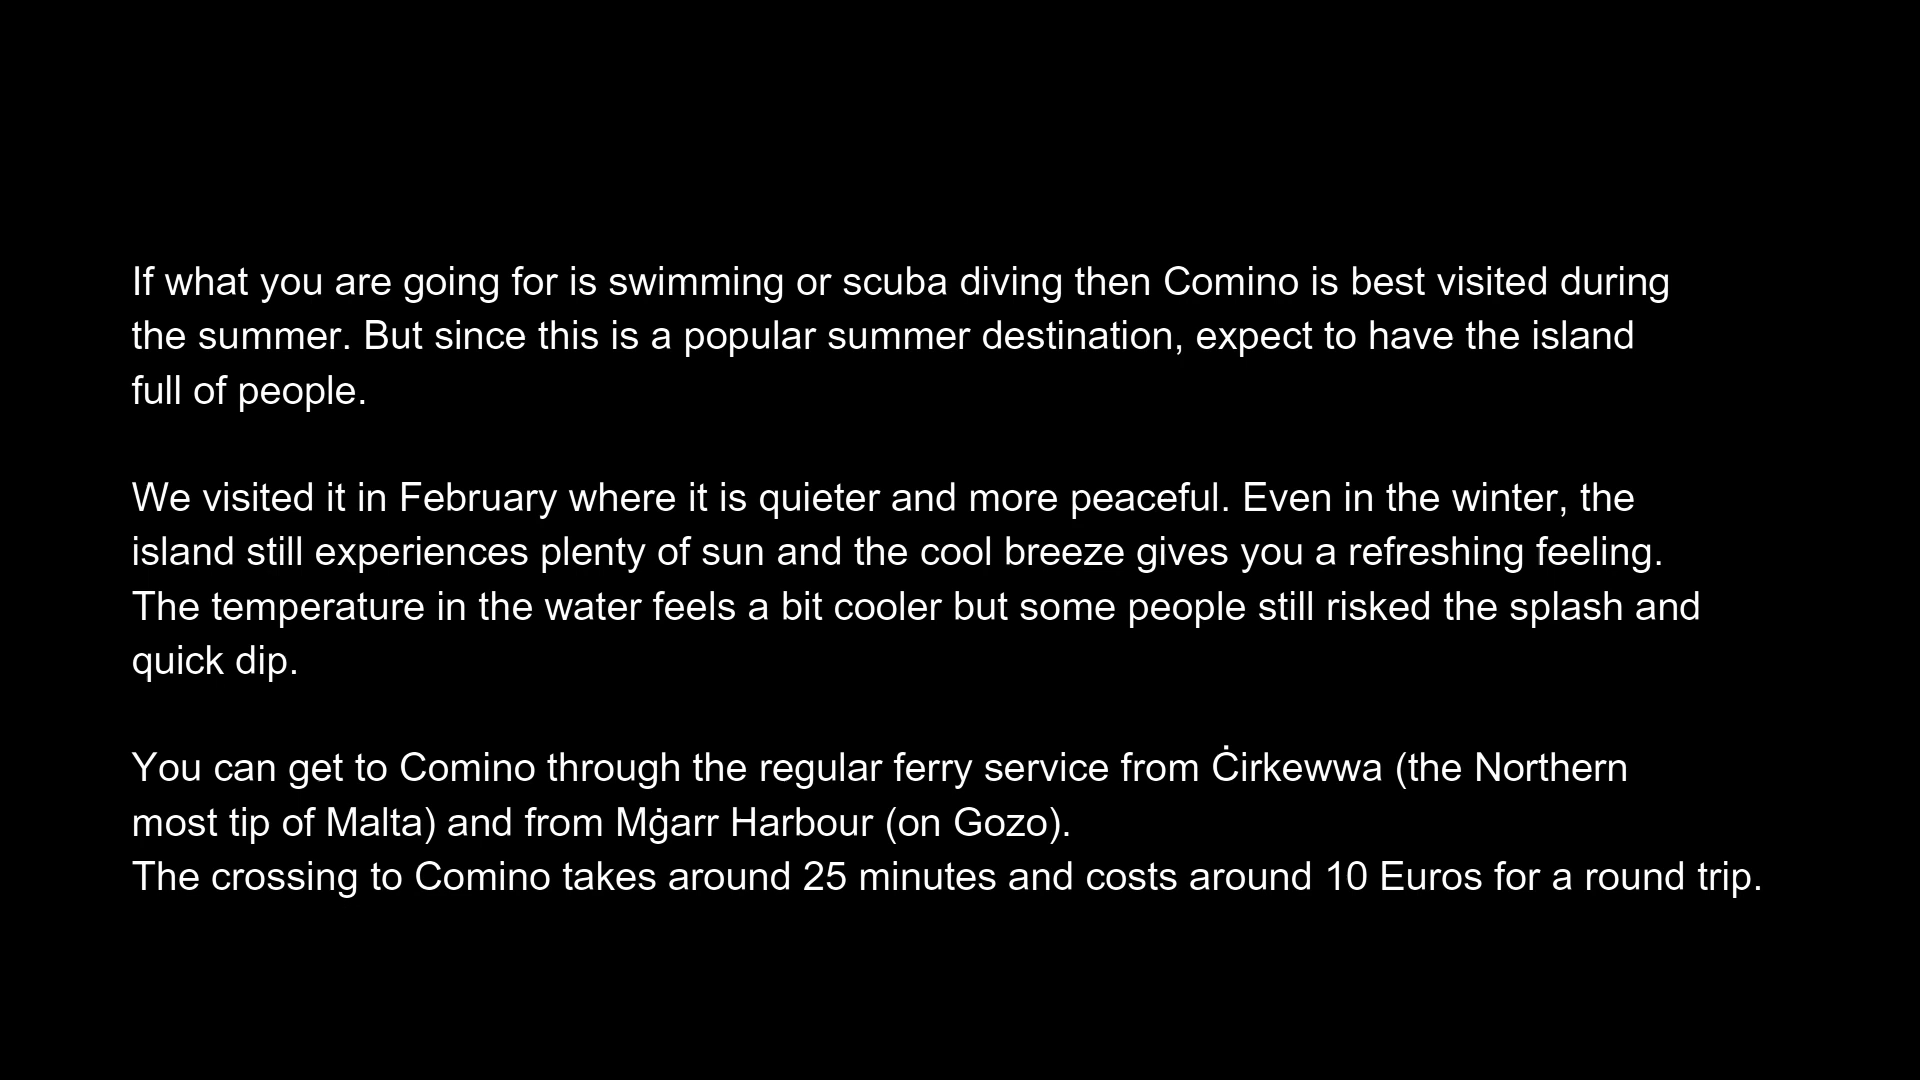 If what you are going for is swimming or scuba diving then Comino is best visited during
the summer. But since this is a popular summer destination, expect to have the island
full of people.
We visited it in February where it is quieter and more peaceful. Even in the winter, the
island still experiences plenty of sun and the cool breeze gives you a refreshing feeling.
The temperature in the water feels a bit cooler but some people still risked the splash and
quick dip.
You can get to Comino through the regular ferry service from Ċirkewwa (the Northern
most tip of Malta) and from Mġarr Harbour (on Gozo).
The crossing to Comino takes around 25 minutes and costs around 10 Euros for a round trip.